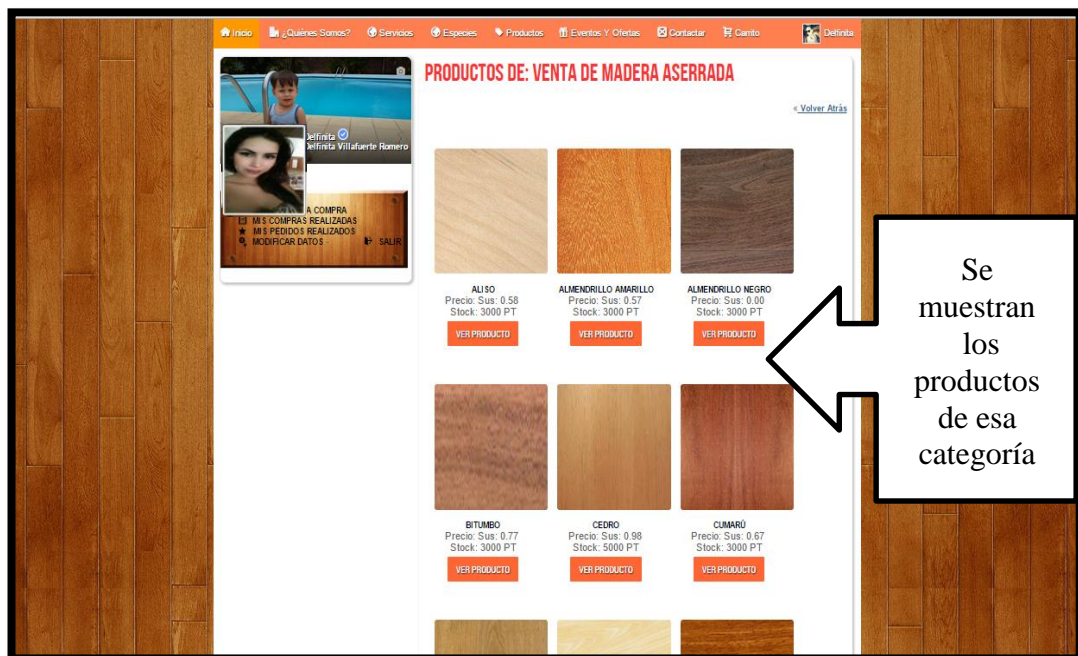 Inicio ¿Quiénes Somos? Servicios Especies Productos Eventos Y Ofertas Contactar Carrito Delfinita
PRODUCTOS DE: VENTA DE MADERA ASERRADA
« Volver Atrás
Delfinita
Delfinita Villafuerte Romero
A COMPRA
MIS COMPRAS REALIZADAS
MIS PEDIDOS REALIZADOS
MODIFICAR DATOS SALIR
ALISO
Precio: Sus: 0.58
Stock: 3000 PT
VER PRODUCTO
ALMENDRILLO AMARILLO
Precio: Sus: 0.57
Stock: 3000 PT
VER PRODUCTO
ALMENDRILLO NEGRO
Precio: Sus: 0.00
Stock: 3000 PT
VER PRODUCTO
BITUMBO
Precio: Sus: 0.77
Stock: 3000 PT
VER PRODUCTO
CEDRO
Precio: Sus: 0.98
Stock: 5000 PT
VER PRODUCTO
CUMARÚ
Precio: Sus: 0.67
Stock: 3000 PT
VER PRODUCTO
Se
muestran
los
productos
de esa
categoría